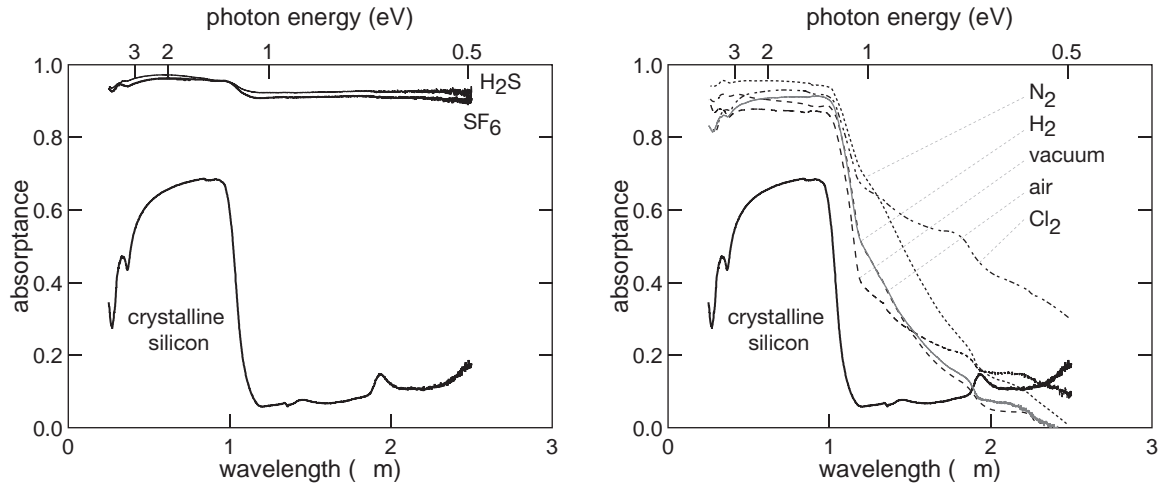 photon energy (eV)
3 2 1 0.5
1.0
0.8
0.6
0.4
0.2
0.0
absorptance
H2S
SF6
crystalline
silicon
0 1 2 3
wavelength ( m)
photon energy (eV)
3 2 1 0.5
1.0
0.8
0.6
0.4
0.2
0.0
absorptance
N2
H2
vacuum
air
Cl2
crystalline
silicon
0 1 2 3
wavelength ( m)